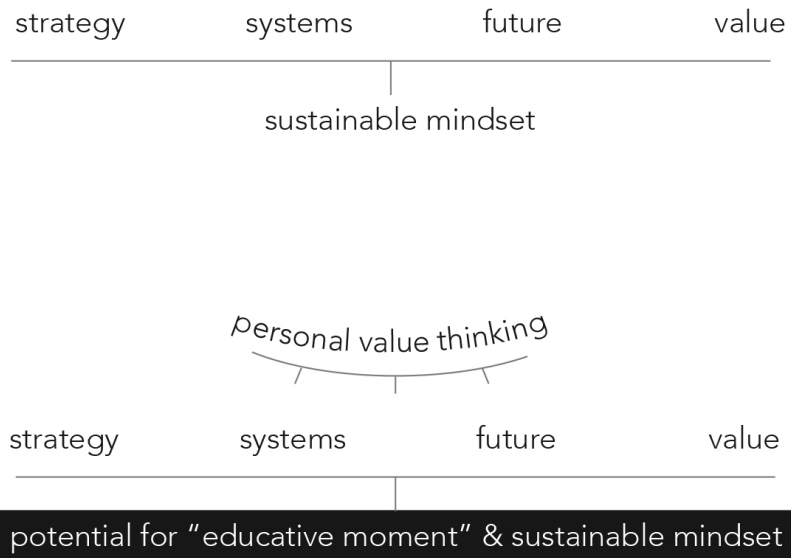 strategy systems future value
sustainable mindset
personal value thinking
strategy systems future value
potential for “educative moment” & sustainable mindset